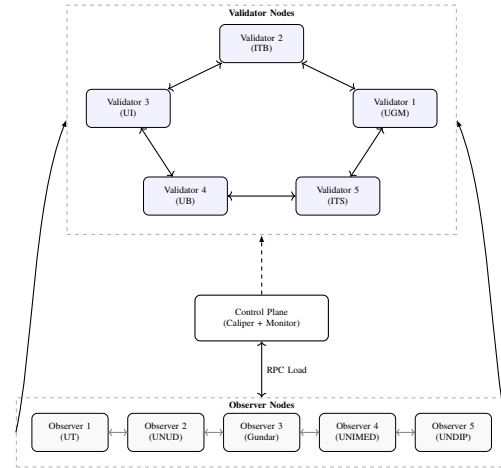 Validator Nodes
Validator 2
(ITB)
Validator 3
(UI)
Validator 1
(UGM)
Validator 4
(UB)
Validator 5
(ITS)
Control Plane
(Caliper + Monitor)
RPC Load
Observer Nodes
Observer 1
(UT)
Observer 2
(UNUD)
Observer 3
(Gundar)
Observer 4
(UNIMED)
Observer 5
(UNDIP)